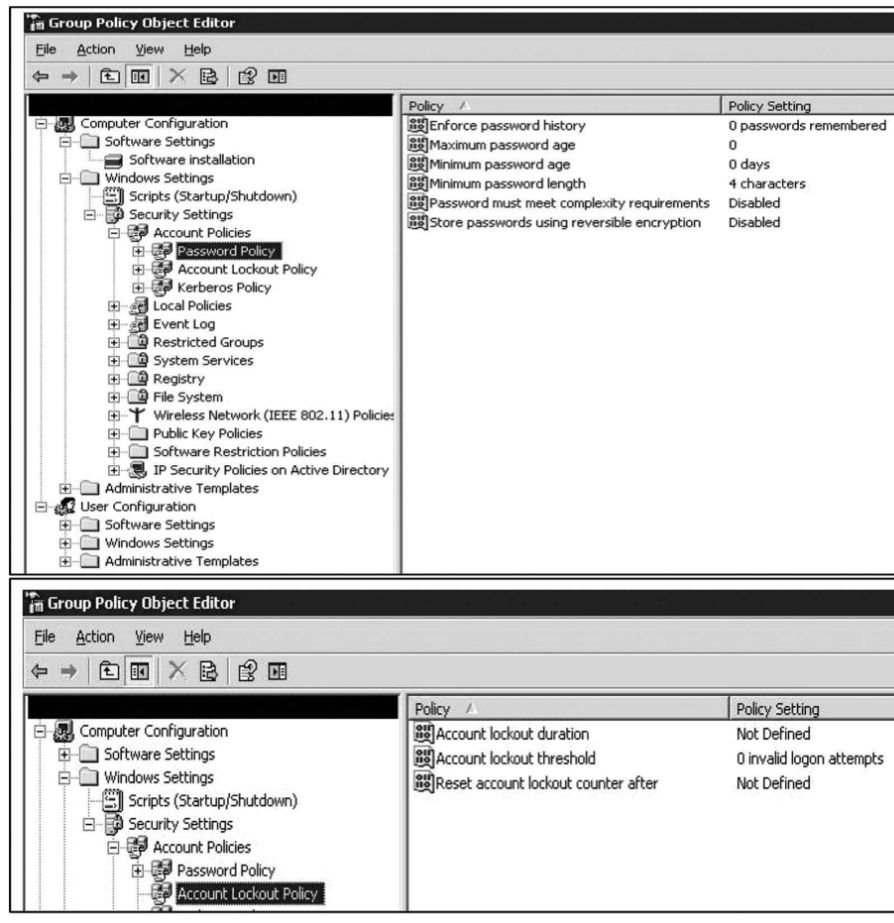 Group Policy Object Editor
File Action View Help
Policy Policy Setting
Computer Configuration
Software Settings
Software installation
Windows Settings
Scripts (Startup/Shutdown)
Security Settings
Account Policies
Password Policy
Account Lockout Policy
Kerberos Policy
Local Policies
Event Log
Restricted Groups
System Services
Registry
File System
Wireless Network (IEEE 802.11) Policies
Public Key Policies
Software Restriction Policies
IP Security Policies on Active Directory
Administrative Templates
User Configuration
Software Settings
Windows Settings
Administrative Templates
Enforce password history 0 passwords remembered
Maximum password age 0
Minimum password age 0 days
Minimum password length 4 characters
Password must meet complexity requirements Disabled
Store passwords using reversible encryption Disabled
Group Policy Object Editor
File Action View Help
Policy Policy Setting
Computer Configuration
Software Settings
Windows Settings
Scripts (Startup/Shutdown)
Security Settings
Account Policies
Password Policy
Account Lockout Policy
Account lockout duration Not Defined
Account lockout threshold 0 invalid logon attempts
Reset account lockout counter after Not Defined